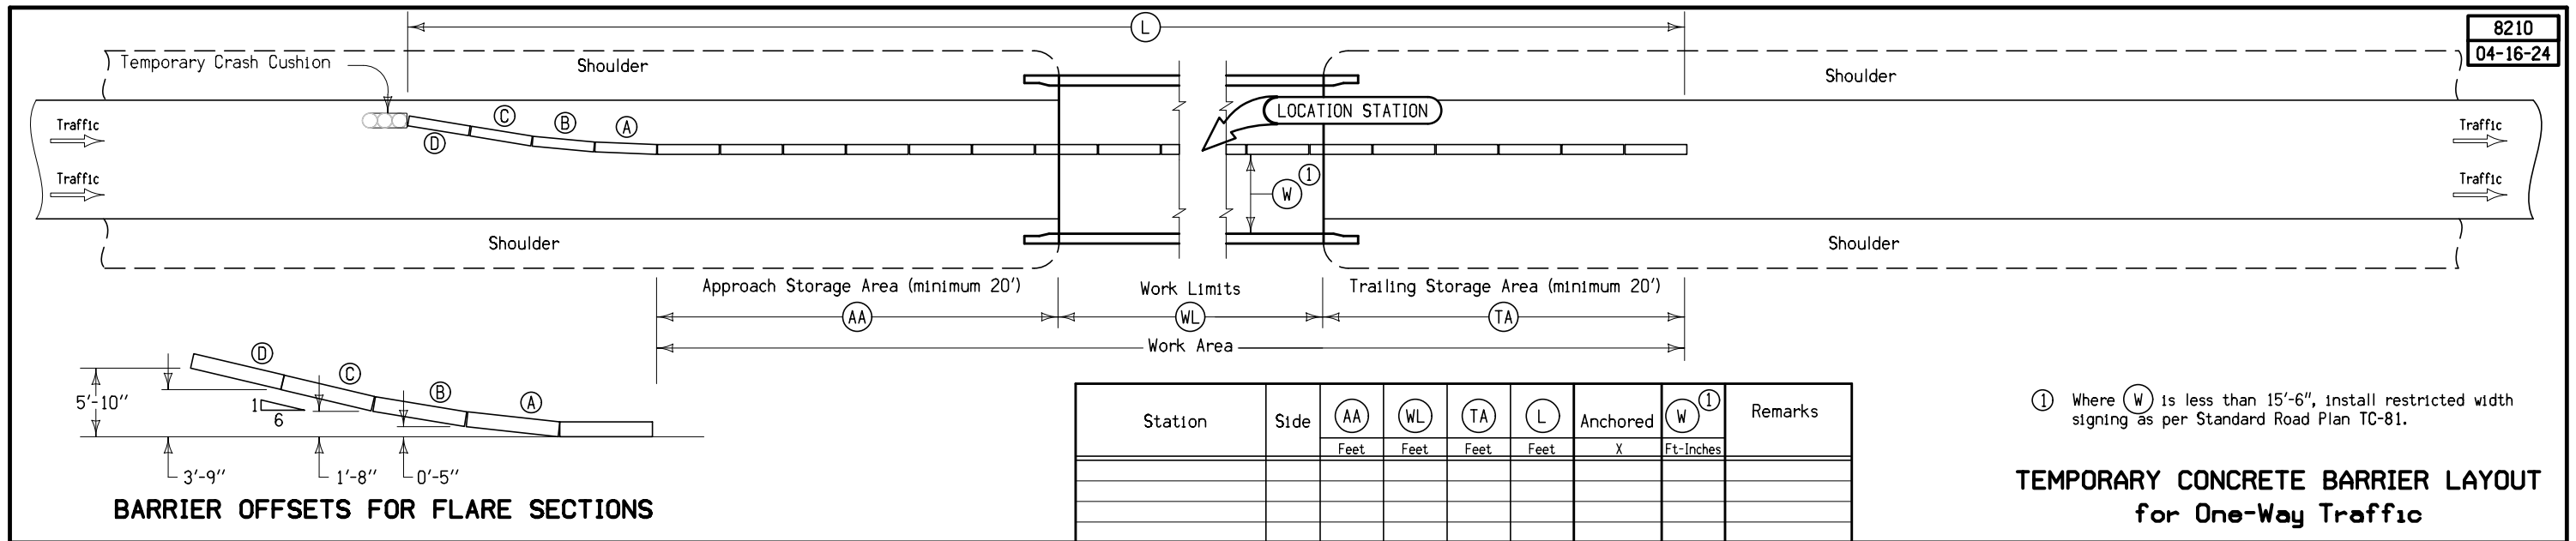 L
8210
04-16-24
Temporary Crash Cushion
Shoulder
Shoulder
LOCATION STATION
D
C
B
A
Traffic
Traffic
Traffic
Traffic
W 1
Shoulder
Shoulder
Approach Storage Area (minimum 20')
Work Limits
Trailing Storage Area (minimum 20')
AA
WL
TA
Work Area
D
C
B
A
5'-10"
1
6
3'-9"
1'-8"
0'-5"
BARRIER OFFSETS FOR FLARE SECTIONS
Station Side AA WL TA L Anchored W 1 Remarks
Feet Feet Feet Feet X Ft-Inches
1 Where W is less than 15'-6", install restricted width
signing as per Standard Road Plan TC-81.
TEMPORARY CONCRETE BARRIER LAYOUT
for One-Way Traffic